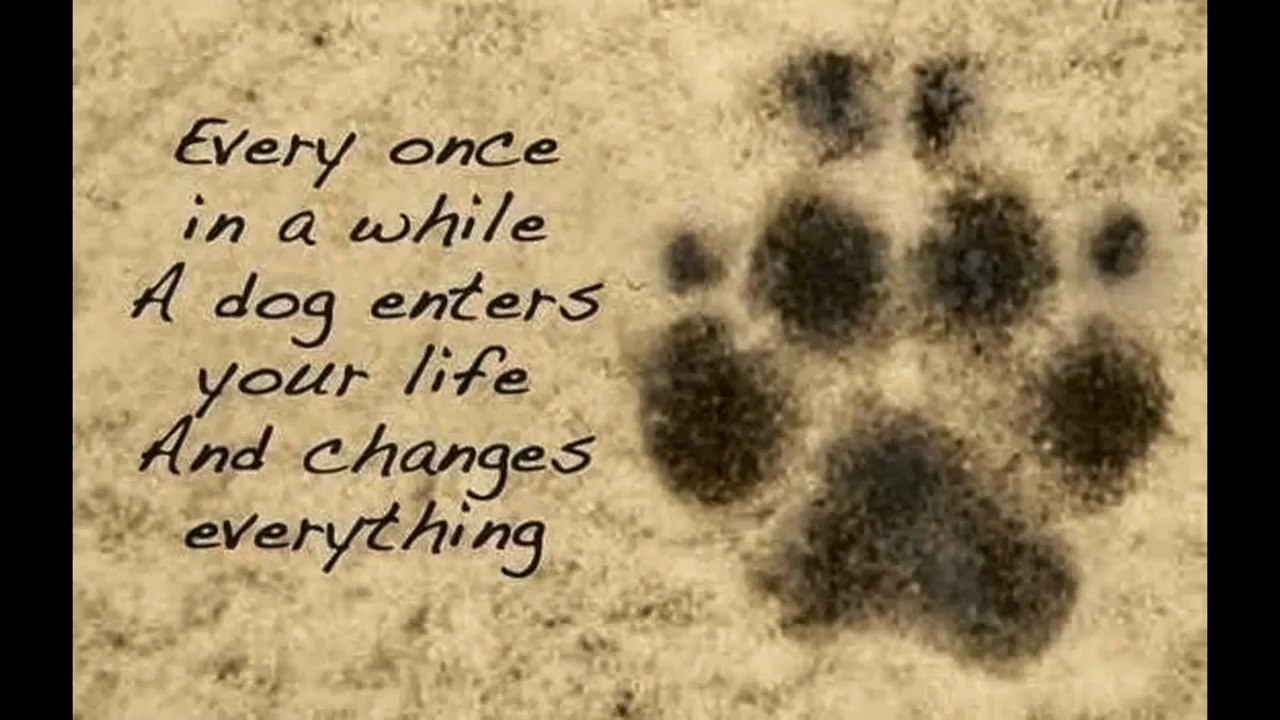 Every once
in a while
A dog enters
your life
And changes
everything